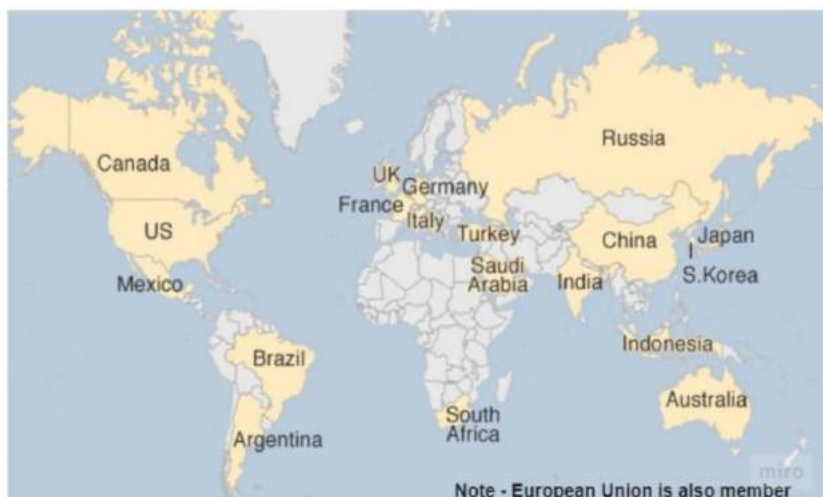 Canada
Russia
UK
Germany
France
Italy
US
Turkey
China
Japan
Mexico
Saudi
Arabia
India
S.Korea
Indonesia
Brazil
Australia
South
Africa
Argentina
miro
Note - European Union is also member